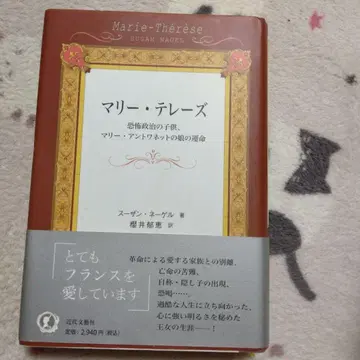 Marie-Thérèse
SUSAN NAGEL
マリー・テレーズ
恐怖政治の子供、
マリー・アントワネットの娘の運命
スーザン・ネーゲル 著
櫻井郁恵 訳
「とても
フランスを
愛しています」
革命による愛する家族との別離、
亡命の苦難、
自称・隠し子の出現、
恐喝……。
過酷な人生に立ち向かった、
心に強い明るさを秘めた
王女の生涯――！
近代文藝社
定価：2,940円（税込）